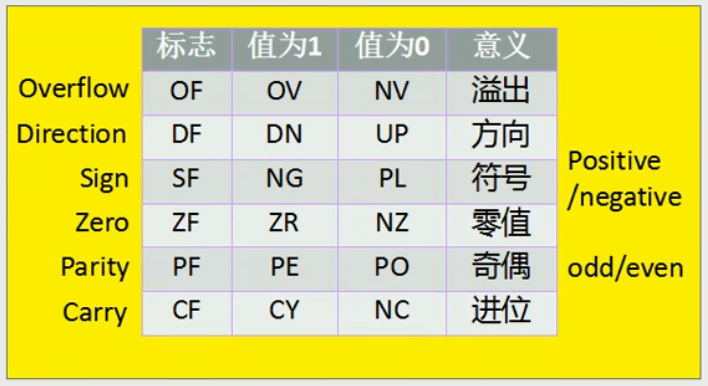 标志 值为1 值为0 意义
Overflow OF OV NV 溢出
Direction DF DN UP 方向
Sign SF NG PL 符号
Positive
/negative
Zero ZF ZR NZ 零值
Parity PF PE PO 奇偶 odd/even
Carry CF CY NC 进位